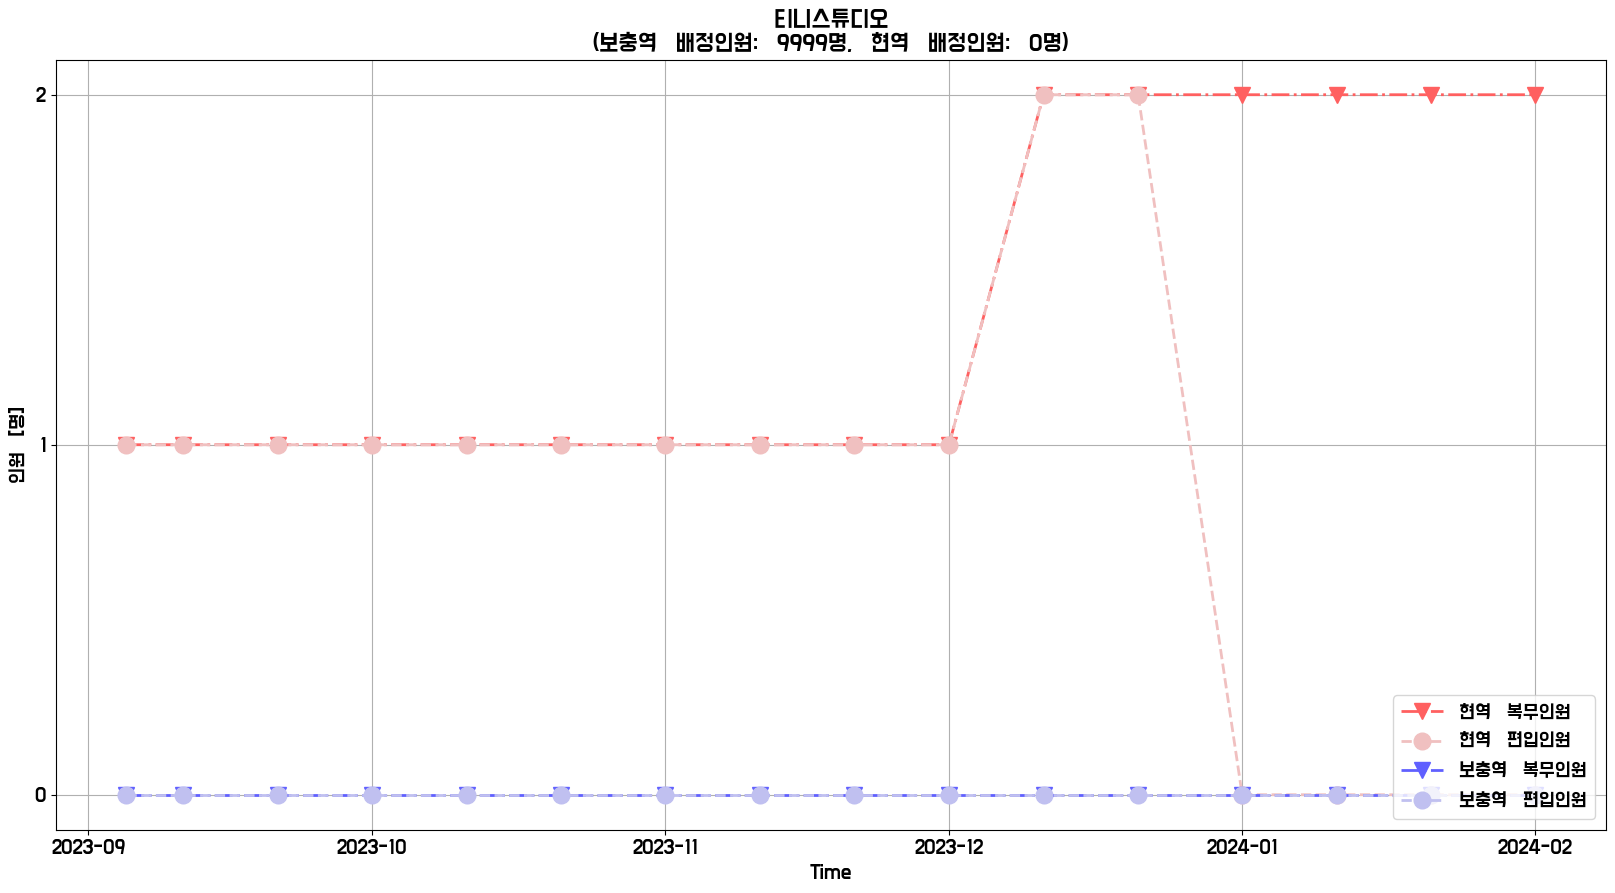 티니스튜디오
(보충역 배정인원: 9999명, 현역 배정인원: 0명)
인원 [명]
2
1
0
2023-09
2023-10
2023-11
2023-12
2024-01
2024-02
Time
현역 복무인원
현역 편입인원
보충역 복무인원
보충역 편입인원